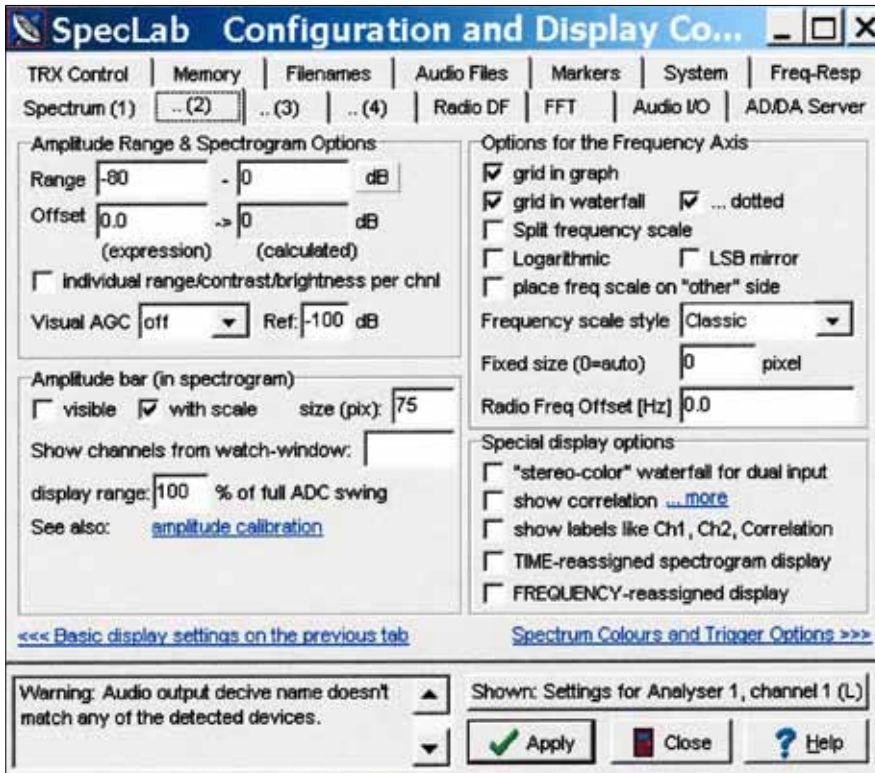 SpecLab Configuration and Display Co...
TRX Control Memory Filenames Audio Files Markers System Freq-Resp
Spectrum (1) .. (2) .. (3) .. (4) Radio DF FFT Audio I/O AD/DA Server
Amplitude Range & Spectrogram Options
Range -80 - 0 dB
Offset 0.0 -> 0 dB
(expression) (calculated)
individual range/contrast/brightness per chnl
Visual AGC off Ref: -100 dB
Amplitude bar (in spectrogram)
visible with scale size (pix): 75
Show channels from watch-window:
display range: 100 % of full ADC swing
See also: amplitude calibration
Options for the Frequency Axis
grid in graph
grid in waterfall ... dotted
Split frequency scale
Logarithmic LSB mirror
place freq scale on "other" side
Frequency scale style Classic
Fixed size (0=auto) 0 pixel
Radio Freq Offset [Hz] 0.0
Special display options
"stereo-color" waterfall for dual input
show correlation ... more
show labels like Ch1, Ch2, Correlation
TIME-reassigned spectrogram display
FREQUENCY-reassigned display
<<< Basic display settings on the previous tab
Spectrum Colours and Trigger Options >>>
Warning: Audio output decive name doesn't
match any of the detected devices.
Shown: Settings for Analyser 1, channel 1 (L)
Apply Close Help